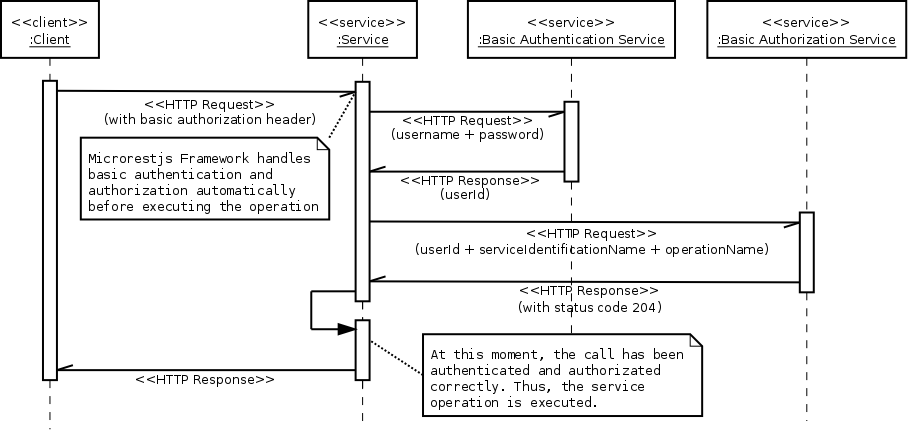 <<client>>
:Client
<<service>>
:Service
<<service>>
:Basic Authentication Service
<<service>>
:Basic Authorization Service
<<HTTP Request>>
(with basic authorization header)
<<HTTP Request>>
(username + password)
Microrestjs Framework handles
basic authentication and
authorization automatically
before executing the operation
<<HTTP Response>>
(userId)
<<HTTP Request>>
(userId + serviceIdentificationName + operationName)
<<HTTP Response>>
(with status code 204)
At this moment, the call has been
authenticated and authorizated
correctly. Thus, the service
operation is executed.
<<HTTP Response>>